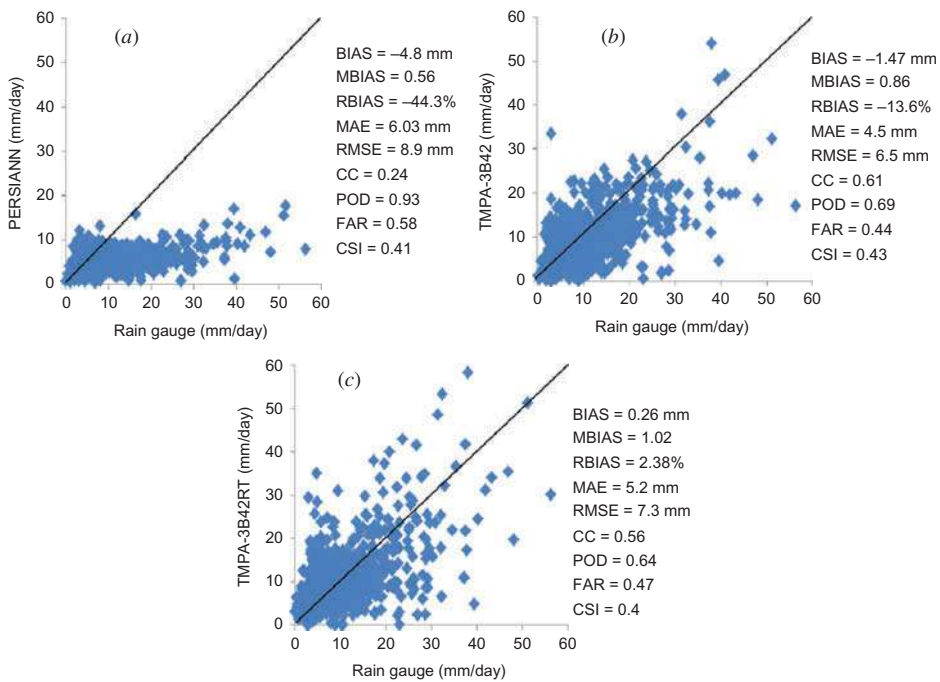 (a)
PERSIANN (mm/day)
60
50
40
30
20
10
0
0 10 20 30 40 50 60
Rain gauge (mm/day)
BIAS = –4.8 mm
MBIAS = 0.56
RBIAS = –44.3%
MAE = 6.03 mm
RMSE = 8.9 mm
CC = 0.24
POD = 0.93
FAR = 0.58
CSI = 0.41
(b)
TMPA-3B42 (mm/day)
60
50
40
30
20
10
0
0 10 20 30 40 50 60
Rain gauge (mm/day)
BIAS = –1.47 mm
MBIAS = 0.86
RBIAS = –13.6%
MAE = 4.5 mm
RMSE = 6.5 mm
CC = 0.61
POD = 0.69
FAR = 0.44
CSI = 0.43
(c)
TMPA-3B42RT (mm/day)
60
50
40
30
20
10
0
0 10 20 30 40 50 60
Rain gauge (mm/day)
BIAS = 0.26 mm
MBIAS = 1.02
RBIAS = 2.38%
MAE = 5.2 mm
RMSE = 7.3 mm
CC = 0.56
POD = 0.64
FAR = 0.47
CSI = 0.4